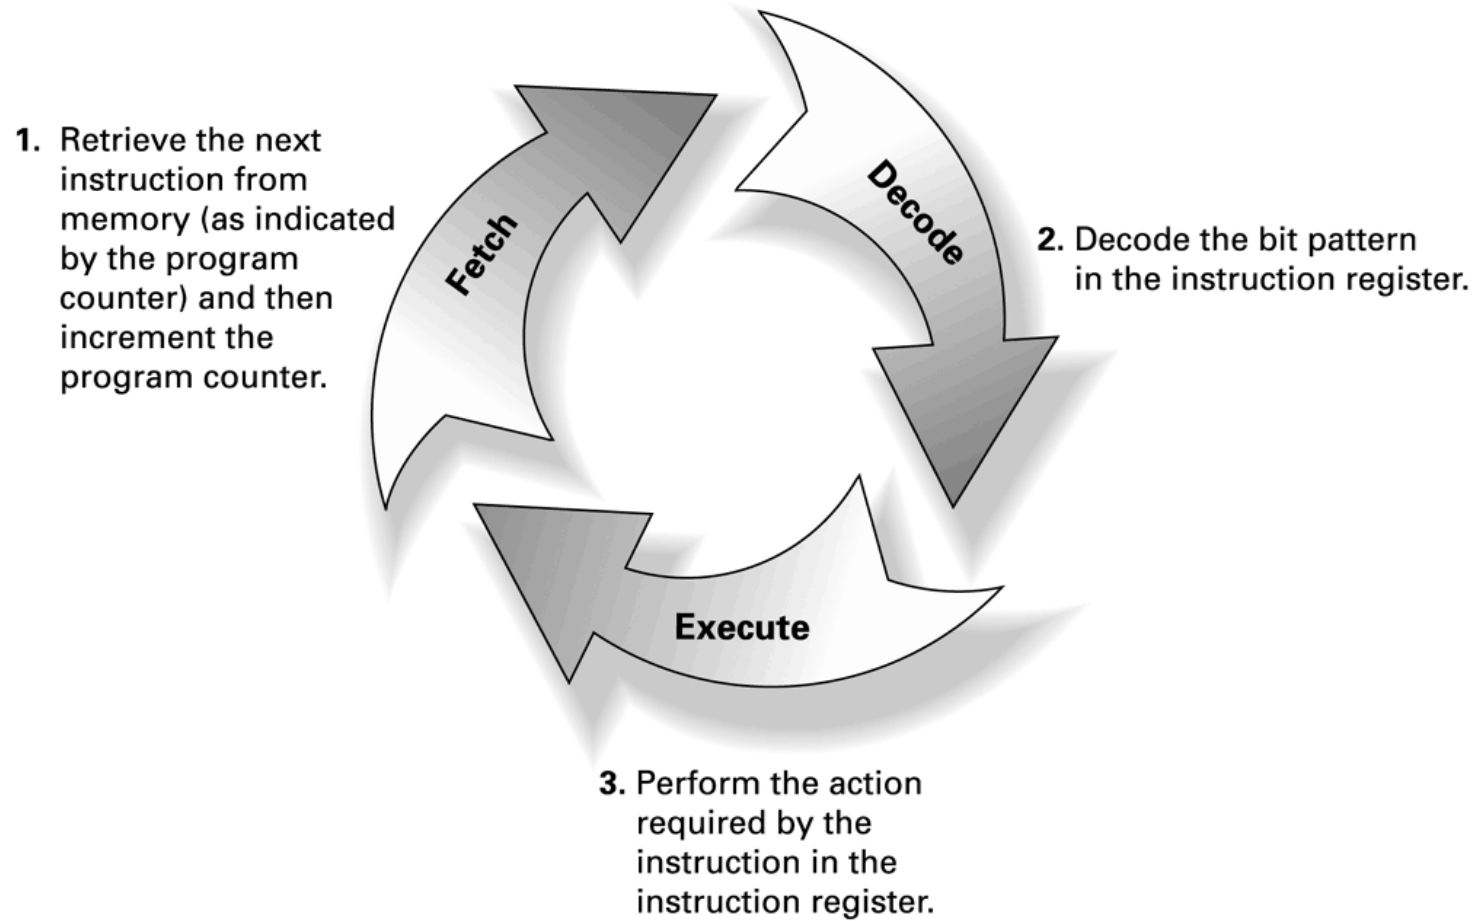 1. Retrieve the next
instruction from
memory (as indicated
by the program
counter) and then
increment the
program counter.
Fetch
Decode
2. Decode the bit pattern
in the instruction register.
Execute
3. Perform the action
required by the
instruction in the
instruction register.